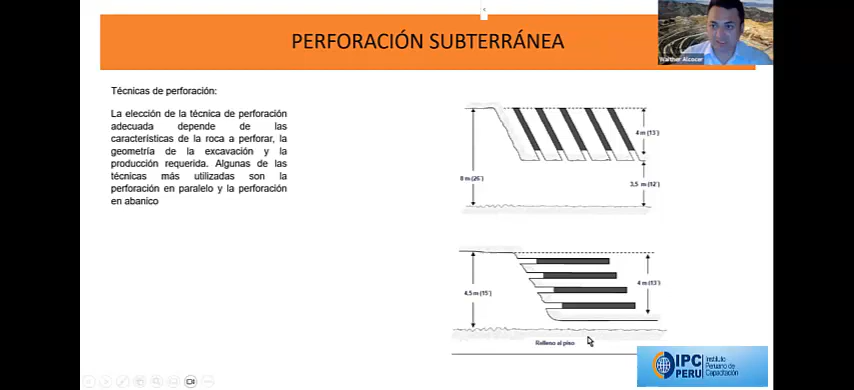 PERFORACIÓN SUBTERRÁNEA
Walther Alcocer
Técnicas de perforación:
La elección de la técnica de perforación
adecuada depende de las
características de la roca a perforar, la
geometría de la excavación y la
producción requerida. Algunas de las
técnicas más utilizadas son la
perforación en paralelo y la perforación
en abanico
4 m (13')
8 m (26')
3,5 m (12')
4,5 m (15')
4 m (13')
Relleno al piso
IPC
PERÚ
Instituto
Peruano de
Capacitación